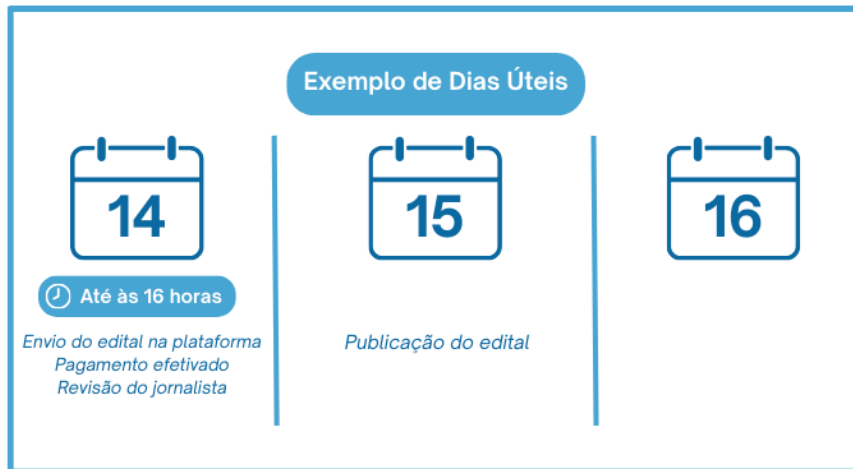 Exemplo de Dias Úteis
14
Até às 16 horas
Envio do edital na plataforma
Pagamento efetivado
Revisão do jornalista
15
Publicação do edital
16